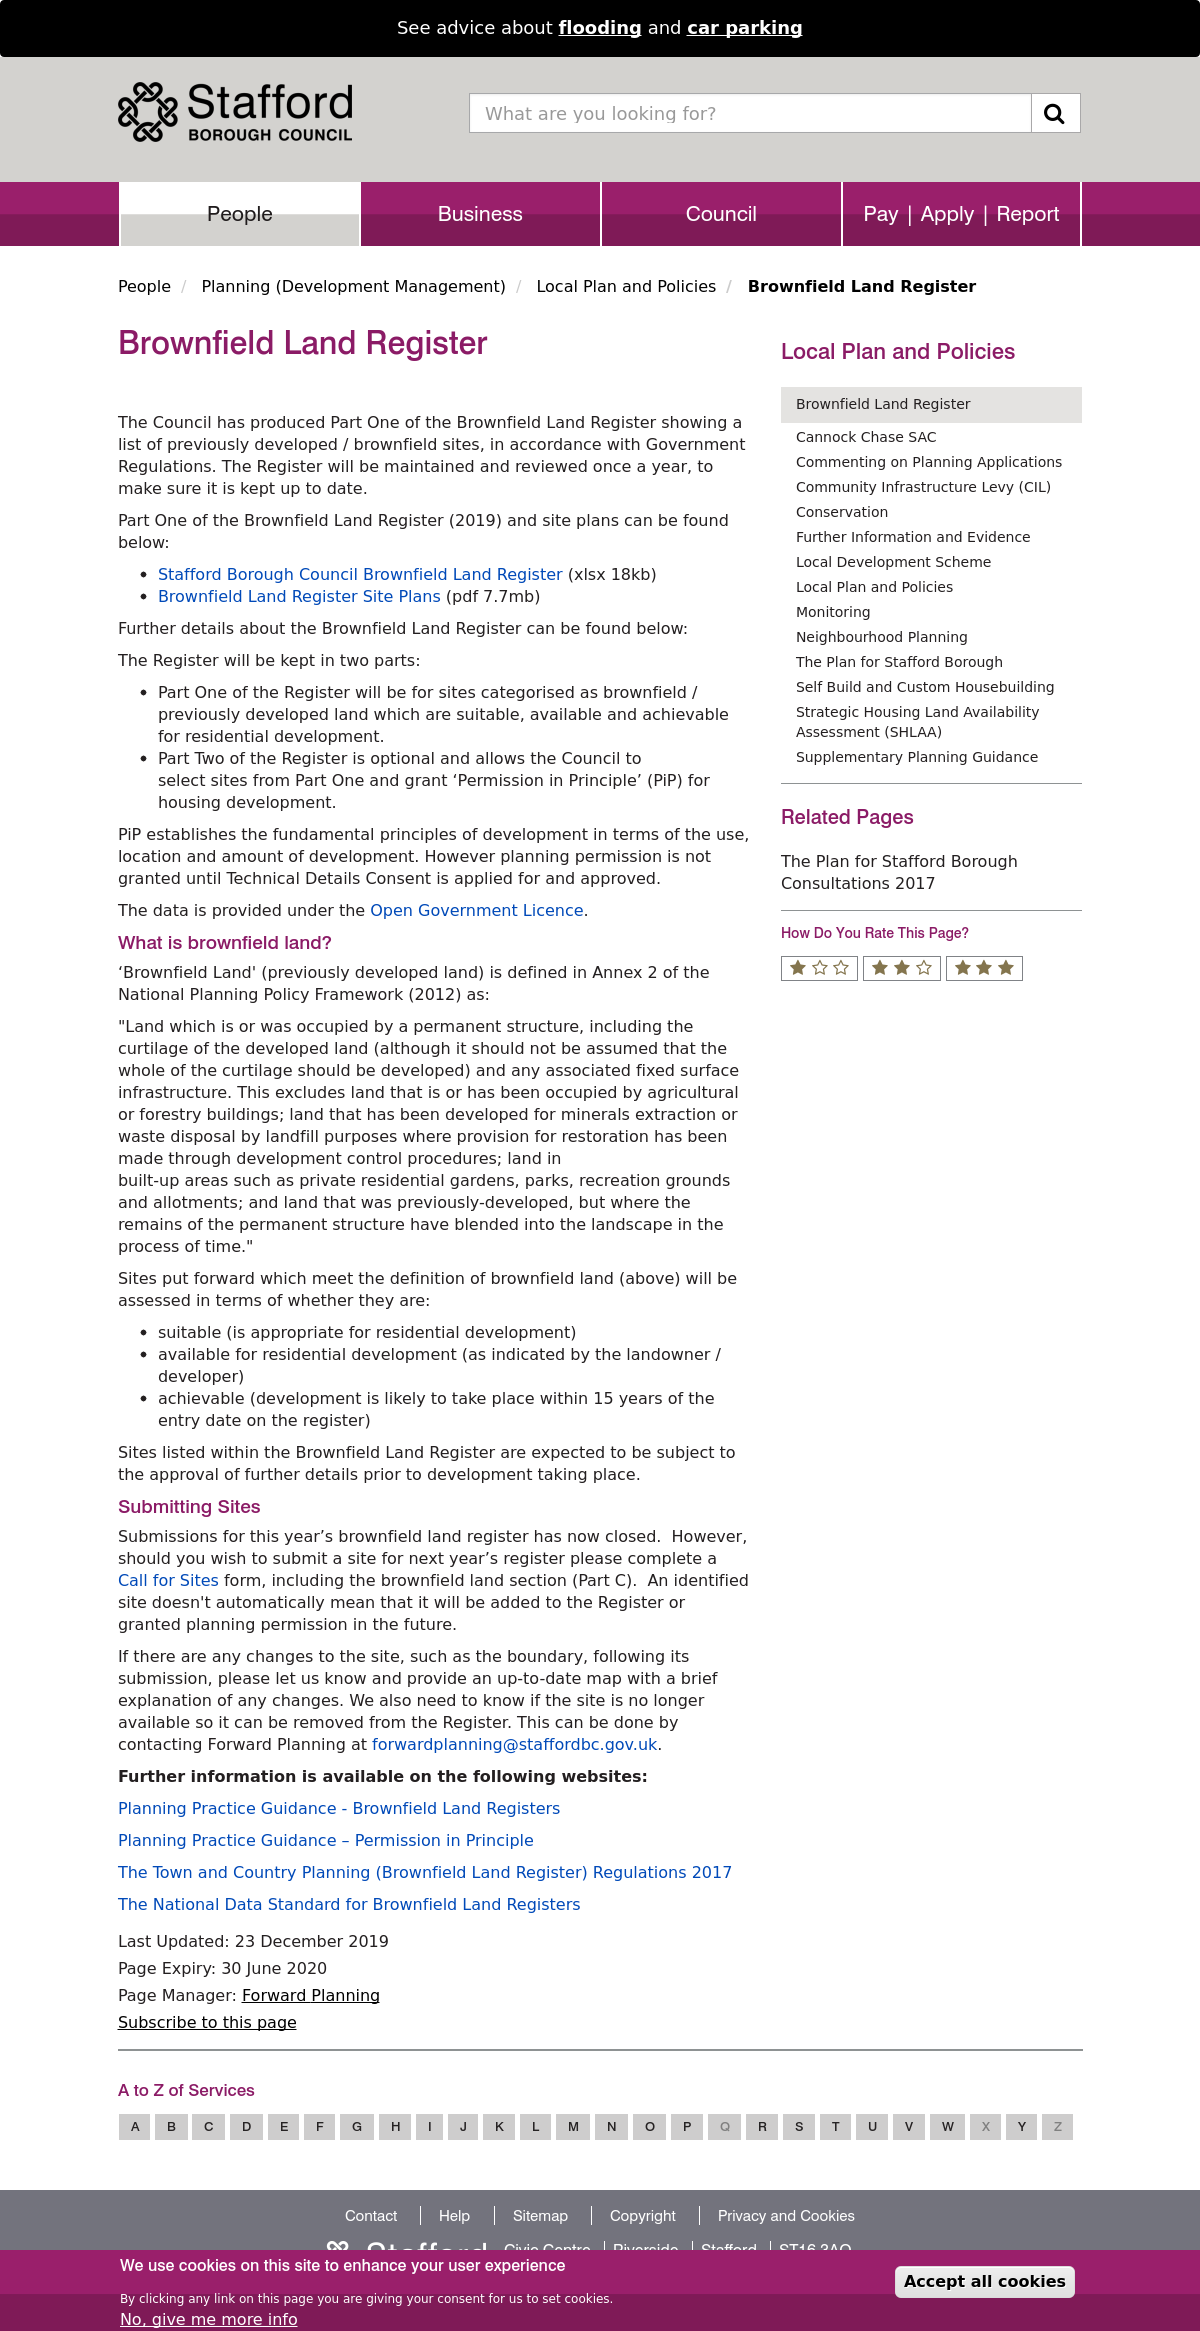 See advice about flooding and car parking
Stafford
BOROUGH COUNCIL
What are you looking for?
People
Business
Council
Pay | Apply | Report
People / Planning (Development Management) / Local Plan and Policies / Brownfield Land Register
Brownfield Land Register
The Council has produced Part One of the Brownfield Land Register showing a
list of previously developed / brownfield sites, in accordance with Government
Regulations. The Register will be maintained and reviewed once a year, to
make sure it is kept up to date.
Part One of the Brownfield Land Register (2019) and site plans can be found
below:
• Stafford Borough Council Brownfield Land Register (xlsx 18kb)
• Brownfield Land Register Site Plans (pdf 7.7mb)
Further details about the Brownfield Land Register can be found below:
The Register will be kept in two parts:
• Part One of the Register will be for sites categorised as brownfield /
previously developed land which are suitable, available and achievable
for residential development.
• Part Two of the Register is optional and allows the Council to
select sites from Part One and grant ‘Permission in Principle’ (PiP) for
housing development.
PiP establishes the fundamental principles of development in terms of the use,
location and amount of development. However planning permission is not
granted until Technical Details Consent is applied for and approved.
The data is provided under the Open Government Licence.
What is brownfield land?
‘Brownfield Land' (previously developed land) is defined in Annex 2 of the
National Planning Policy Framework (2012) as:
"Land which is or was occupied by a permanent structure, including the
curtilage of the developed land (although it should not be assumed that the
whole of the curtilage should be developed) and any associated fixed surface
infrastructure. This excludes land that is or has been occupied by agricultural
or forestry buildings; land that has been developed for minerals extraction or
waste disposal by landfill purposes where provision for restoration has been
made through development control procedures; land in
built-up areas such as private residential gardens, parks, recreation grounds
and allotments; and land that was previously-developed, but where the
remains of the permanent structure have blended into the landscape in the
process of time."
Sites put forward which meet the definition of brownfield land (above) will be
assessed in terms of whether they are:
• suitable (is appropriate for residential development)
• available for residential development (as indicated by the landowner /
developer)
• achievable (development is likely to take place within 15 years of the
entry date on the register)
Sites listed within the Brownfield Land Register are expected to be subject to
the approval of further details prior to development taking place.
Submitting Sites
Submissions for this year’s brownfield land register has now closed.  However,
should you wish to submit a site for next year’s register please complete a
Call for Sites form, including the brownfield land section (Part C).  An identified
site doesn't automatically mean that it will be added to the Register or
granted planning permission in the future.
If there are any changes to the site, such as the boundary, following its
submission, please let us know and provide an up-to-date map with a brief
explanation of any changes. We also need to know if the site is no longer
available so it can be removed from the Register. This can be done by
contacting Forward Planning at forwardplanning@staffordbc.gov.uk.
Further information is available on the following websites:
Planning Practice Guidance - Brownfield Land Registers
Planning Practice Guidance – Permission in Principle
The Town and Country Planning (Brownfield Land Register) Regulations 2017
The National Data Standard for Brownfield Land Registers
Last Updated: 23 December 2019
Page Expiry: 30 June 2020
Page Manager: Forward Planning
Subscribe to this page
Local Plan and Policies
Brownfield Land Register
Cannock Chase SAC
Commenting on Planning Applications
Community Infrastructure Levy (CIL)
Conservation
Further Information and Evidence
Local Development Scheme
Local Plan and Policies
Monitoring
Neighbourhood Planning
The Plan for Stafford Borough
Self Build and Custom Housebuilding
Strategic Housing Land Availability
Assessment (SHLAA)
Supplementary Planning Guidance
Related Pages
The Plan for Stafford Borough
Consultations 2017
How Do You Rate This Page?
A to Z of Services
A B C D E F G H I J K L M N O P Q R S T U V W X Y Z
Contact | Help | Sitemap | Copyright | Privacy and Cookies
Stafford Civic Centre | Riverside | Stafford | ST16 3AQ
We use cookies on this site to enhance your user experience
By clicking any link on this page you are giving your consent for us to set cookies.
No, give me more info
Accept all cookies